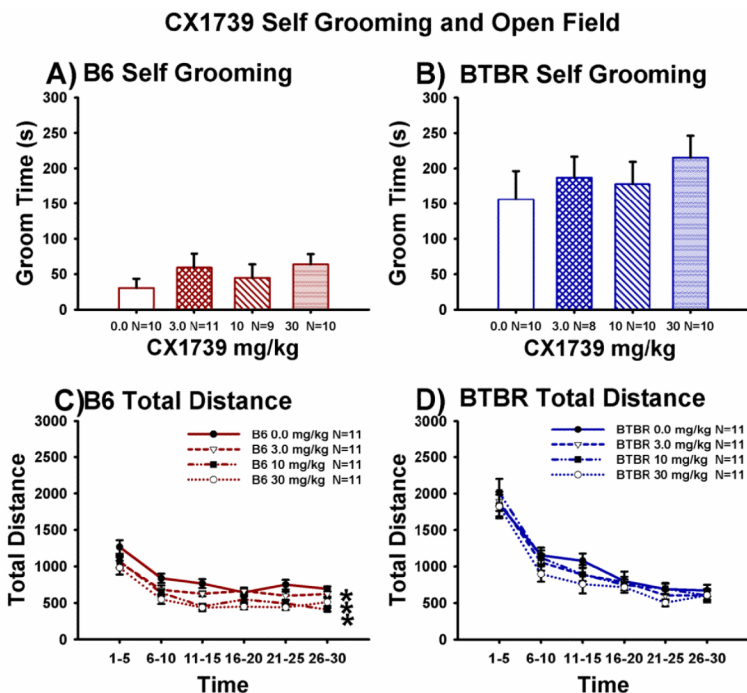 CX1739 Self Grooming and Open Field
A) B6 Self Grooming
300
250
200
150
100
50
0
Groom Time (s)
0.0 N=10 3.0 N=11 10 N=9 30 N=10
CX1739 mg/kg
B) BTBR Self Grooming
300
250
200
150
100
50
0
Groom Time (s)
0.0 N=10 3.0 N=8 10 N=10 30 N=10
CX1739 mg/kg
C) B6 Total Distance
3000
2500
2000
1500
1000
500
0
Total Distance
B6 0.0 mg/kg N=11
B6 3.0 mg/kg N=11
B6 10 mg/kg N=11
B6 30 mg/kg N=11
***
1-5 6-10 11-15 16-20 21-25 26-30
Time
D) BTBR Total Distance
3000
2500
2000
1500
1000
500
0
Total Distance
BTBR 0.0 mg/kg N=11
BTBR 3.0 mg/kg N=11
BTBR 10 mg/kg N=11
BTBR 30 mg/kg N=11
1-5 6-10 11-15 16-20 21-25 26-30
Time